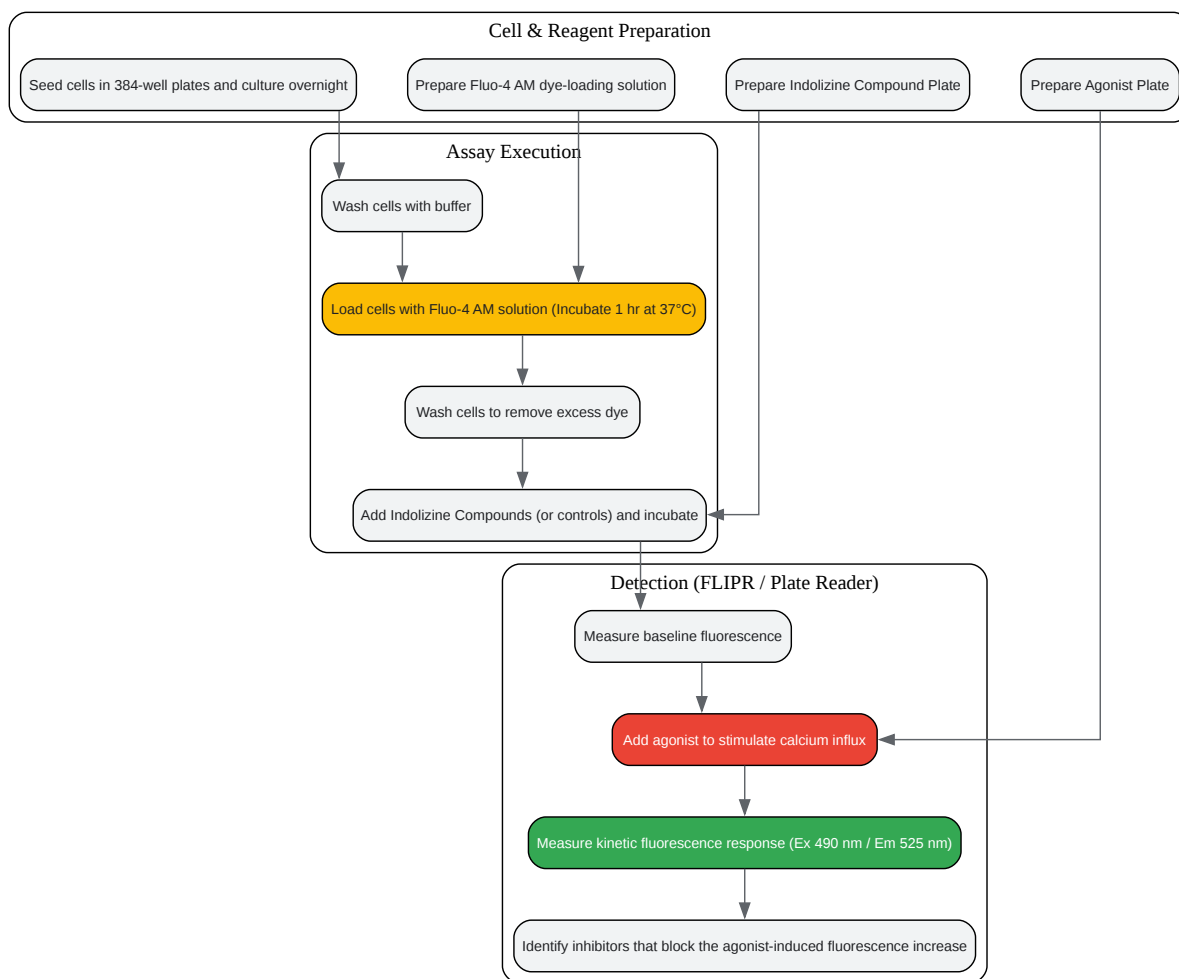 Cell & Reagent Preparation
Seed cells in 384-well plates and culture overnight
Prepare Fluo-4 AM dye-loading solution
Prepare Indolizine Compound Plate
Prepare Agonist Plate
Assay Execution
Wash cells with buffer
Load cells with Fluo-4 AM solution (Incubate 1 hr at 37°C)
Wash cells to remove excess dye
Add Indolizine Compounds (or controls) and incubate
Detection (FLIPR / Plate Reader)
Measure baseline fluorescence
Add agonist to stimulate calcium influx
Measure kinetic fluorescence response (Ex 490 nm / Em 525 nm)
Identify inhibitors that block the agonist-induced fluorescence increase